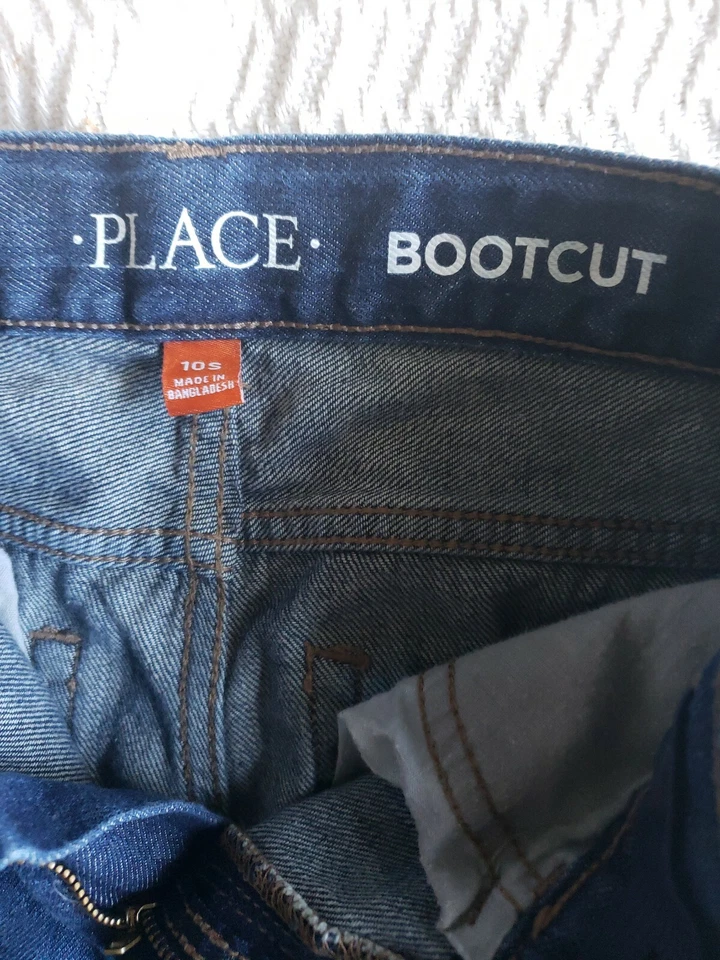 ·PLACE· BOOTCUT
10S
MADE IN
BANGLADESH